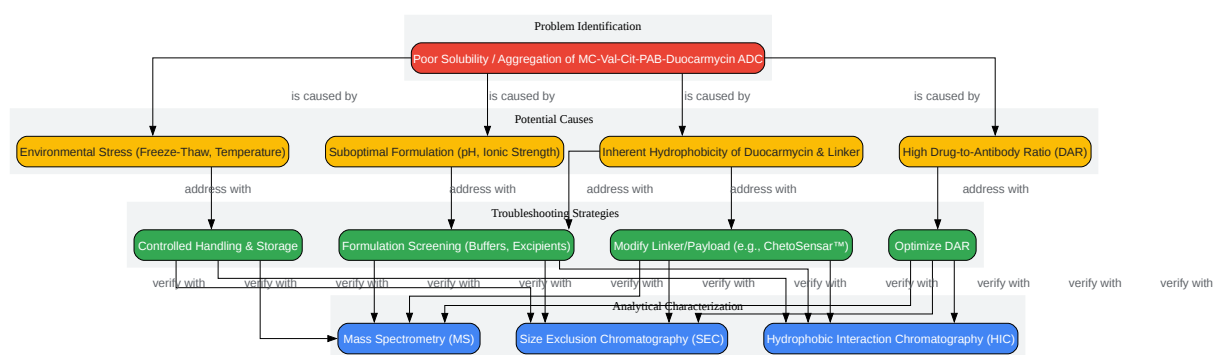 Problem Identification
Poor Solubility / Aggregation of MC-Val-Cit-PAB-Duocarmycin ADC
is caused by
is caused by
is caused by
is caused by
Potential Causes
Environmental Stress (Freeze-Thaw, Temperature)
Suboptimal Formulation (pH, Ionic Strength)
Inherent Hydrophobicity of Duocarmycin & Linker
High Drug-to-Antibody Ratio (DAR)
address with
address with
address with
address with
address with
Troubleshooting Strategies
Controlled Handling & Storage
Formulation Screening (Buffers, Excipients)
Modify Linker/Payload (e.g., ChetoSensar™)
Optimize DAR
verify with
verify with
verify with
verify with
verify with
verify with
verify with
verify with
verify with
verify with
verify with
verify with
Analytical Characterization
Mass Spectrometry (MS)
Size Exclusion Chromatography (SEC)
Hydrophobic Interaction Chromatography (HIC)